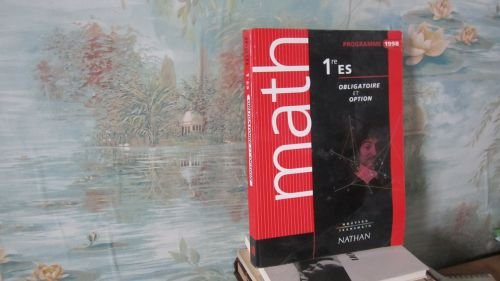 math
PROGRAMME 1998
1re ES
OBLIGATOIRE
ET
OPTION
NATHAN